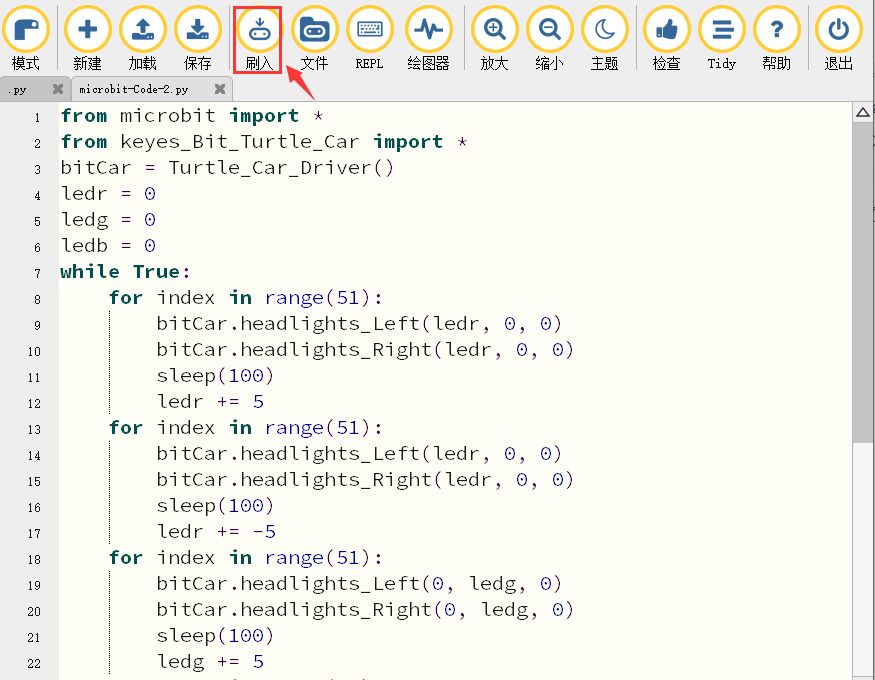 模式 新建 加载 保存 刷入 文件 REPL 绘图器 放大 缩小 主题 检查 Tidy 帮助 退出
.py microbit-Code-2.py
1 from microbit import *
2 from keyes_Bit_Turtle_Car import *
3 bitCar = Turtle_Car_Driver()
4 ledr = 0
5 ledg = 0
6 ledb = 0
7 while True:
8 for index in range(51):
9 bitCar.headlights_Left(ledr, 0, 0)
10 bitCar.headlights_Right(ledr, 0, 0)
11 sleep(100)
12 ledr += 5
13 for index in range(51):
14 bitCar.headlights_Left(ledr, 0, 0)
15 bitCar.headlights_Right(ledr, 0, 0)
16 sleep(100)
17 ledr += -5
18 for index in range(51):
19 bitCar.headlights_Left(0, ledg, 0)
20 bitCar.headlights_Right(0, ledg, 0)
21 sleep(100)
22 ledg += 5